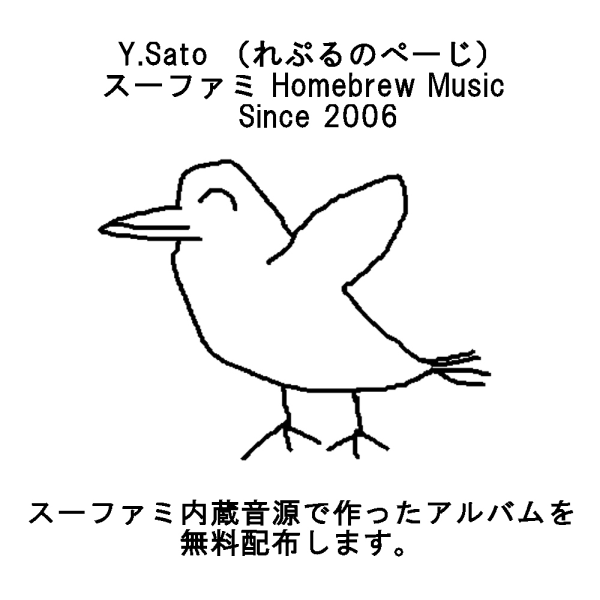 Y.Sato （れぷるのぺーじ）
スーファミ Homebrew Music
Since 2006
スーファミ内蔵音源で作ったアルバムを
無料配布します。